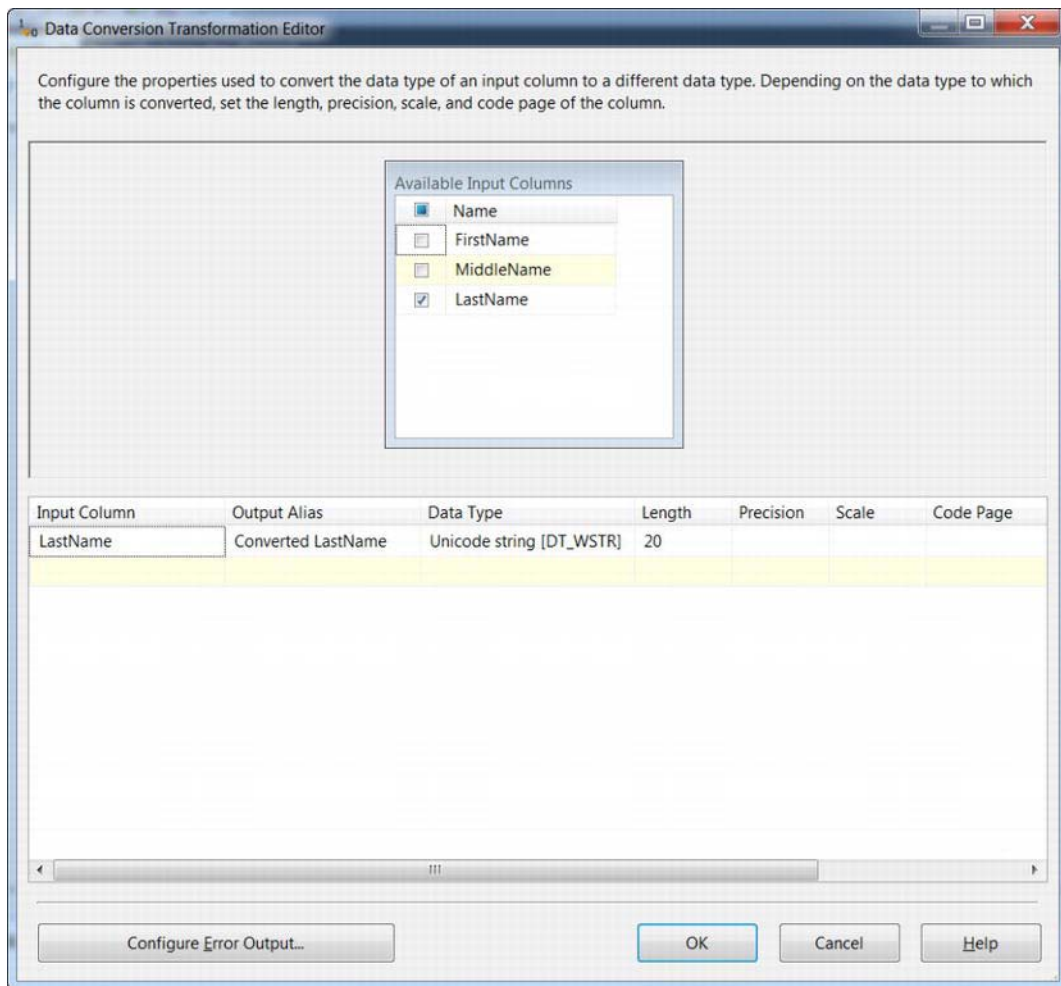 Data Conversion Transformation Editor
Configure the properties used to convert the data type of an input column to a different data type. Depending on the data type to which
the column is converted, set the length, precision, scale, and code page of the column.
Available Input Columns
Name
FirstName
MiddleName
LastName
Input Column Output Alias Data Type Length Precision Scale Code Page
LastName Converted LastName Unicode string [DT_WSTR] 20
Configure Error Output... OK Cancel Help